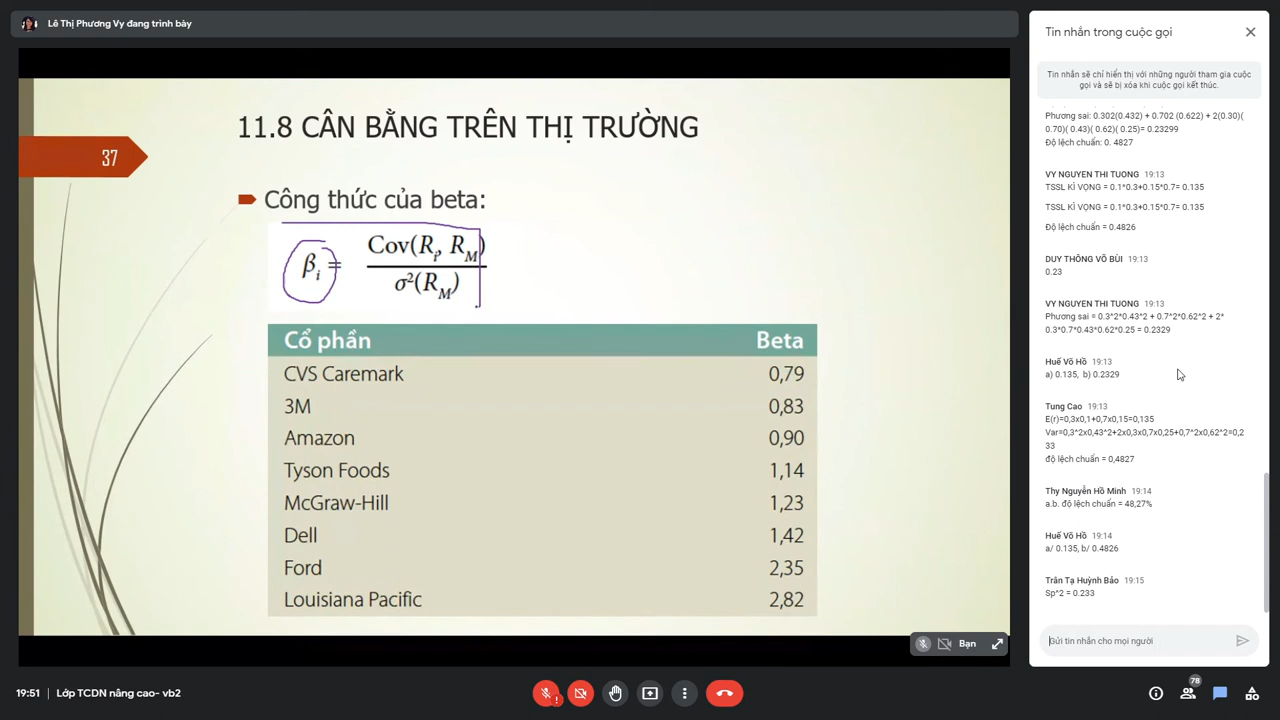 Lê Thị Phương Vy đang trình bày
37
11.8 CÂN BẰNG TRÊN THỊ TRƯỜNG
Công thức của beta:
βi = Cov(Ri, RM)
σ²(RM)
Cổ phần Beta
CVS Caremark 0,79
3M 0,83
Amazon 0,90
Tyson Foods 1,14
McGraw-Hill 1,23
Dell 1,42
Ford 2,35
Louisiana Pacific 2,82
Bạn
19:51 | Lớp TCDN nâng cao- vb2
78
Tin nhắn trong cuộc gọi
Tin nhắn sẽ chỉ hiển thị với những người tham gia cuộc
gọi và sẽ bị xóa khi cuộc gọi kết thúc.
Phương sai: 0.302(0.432) + 0.702 (0.622) + 2(0.30)(
0.70)( 0.43)( 0.62)( 0.25)= 0.23299
Độ lệch chuẩn: 0. 4827
VY NGUYEN THI TUONG 19:13
TSSL KÌ VỌNG = 0.1*0.3+0.15*0.7= 0.135
TSSL KÌ VỌNG = 0.1*0.3+0.15*0.7= 0.135
Độ lệch chuẩn = 0.4826
DUY THÔNG VÕ BÙI 19:13
0.23
VY NGUYEN THI TUONG 19:13
Phương sai = 0.3^2*0.43^2 + 0.7^2*0.62^2 + 2*
0.3*0.7*0.43*0.62*0.25 = 0.2329
Huế Võ Hồ 19:13
a) 0.135, b) 0.2329
Tung Cao 19:13
E(r)=0,3x0,1+0,7x0,15=0,135
Var=0,3^2x0,43^2+2x0,3x0,7x0,25+0,7^2x0,62^2=0,2
33
độ lệch chuẩn = 0,4827
Thy Nguyễn Hồ Minh 19:14
a.b. độ lệch chuẩn = 48,27%
Huế Võ Hồ 19:14
a/ 0.135, b/ 0.4826
Trân Tạ Huỳnh Bảo 19:15
Sp^2 = 0.233
Gửi tin nhắn cho mọi người